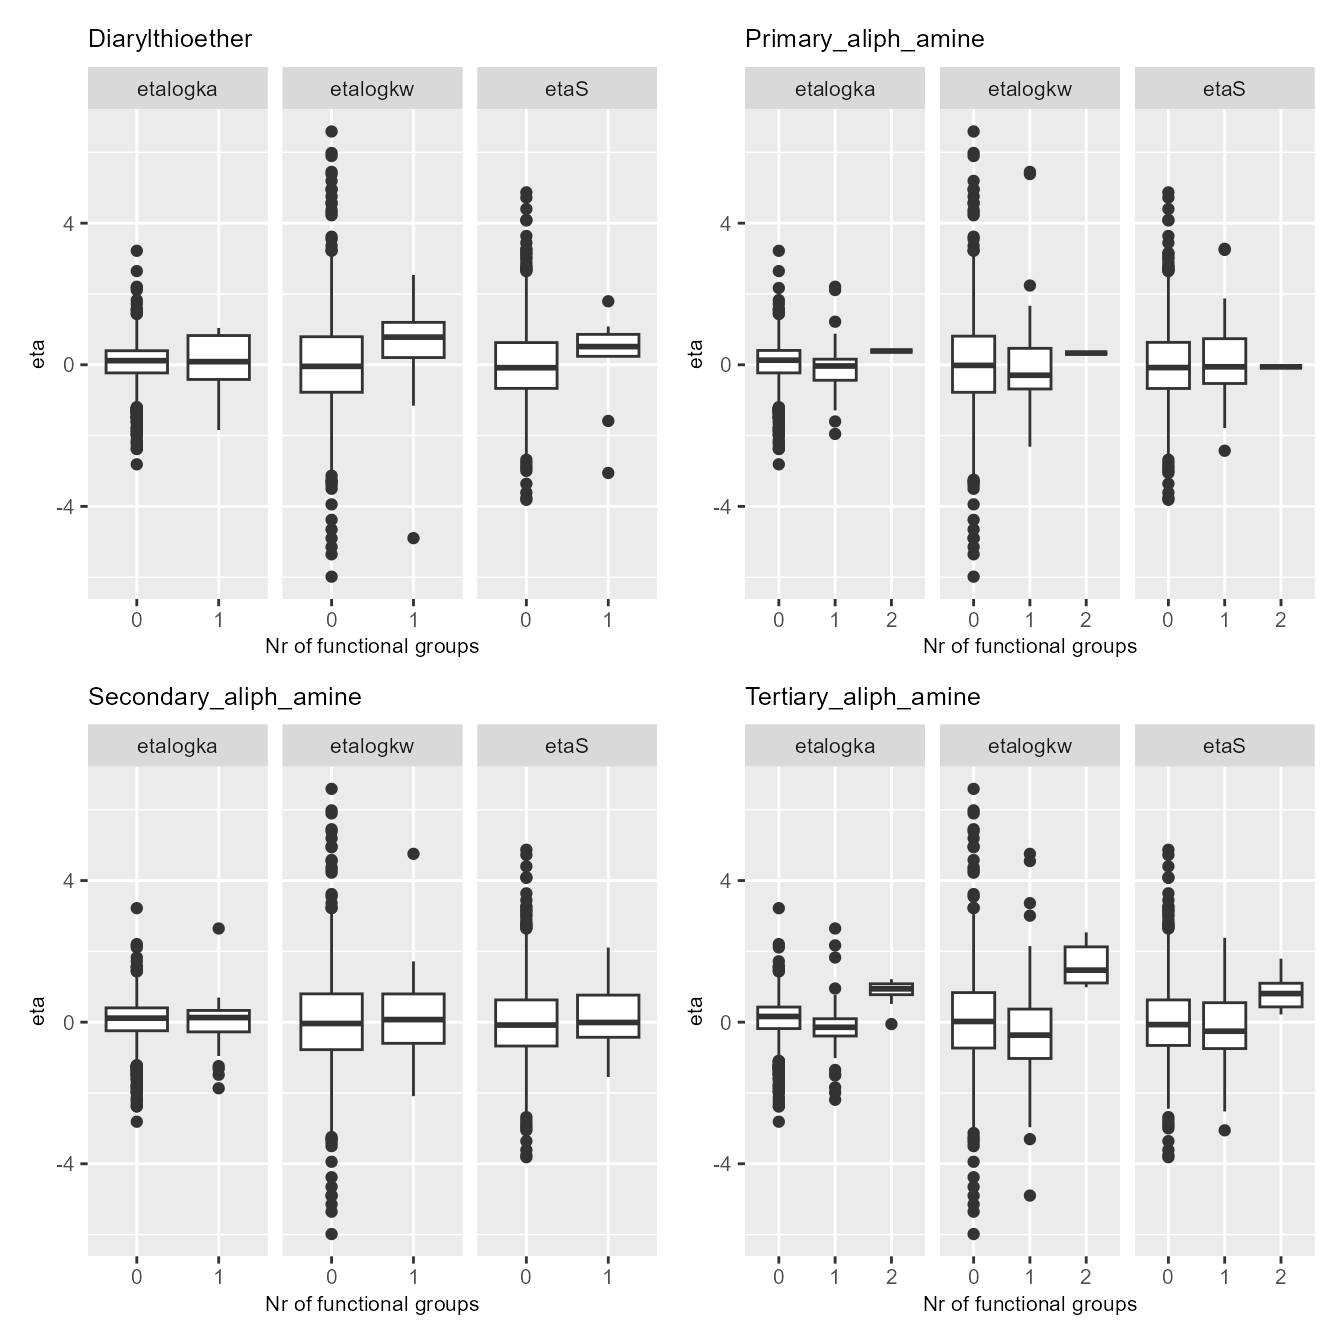 Diarylthioether
etalogka etalogkw etaS
4
0
-4
eta
0 1 0 1 0 1
Nr of functional groups
Primary_aliph_amine
etalogka etalogkw etaS
4
0
-4
eta
0 1 2 0 1 2 0 1 2
Nr of functional groups
Secondary_aliph_amine
etalogka etalogkw etaS
4
0
-4
eta
0 1 0 1 0 1
Nr of functional groups
Tertiary_aliph_amine
etalogka etalogkw etaS
4
0
-4
eta
0 1 2 0 1 2 0 1 2
Nr of functional groups